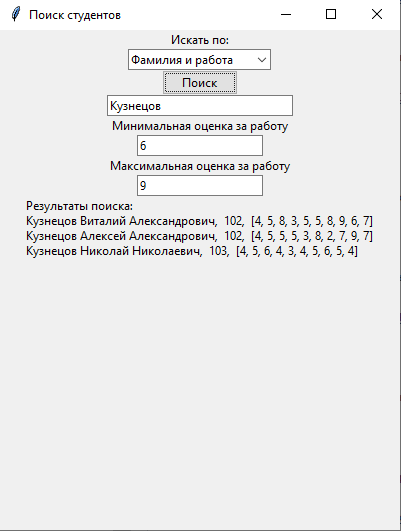 Поиск студентов
Искать по:
Фамилия и работа
Поиск
Кузнецов
Минимальная оценка за работу
6
Максимальная оценка за работу
9
Результаты поиска:
Кузнецов Виталий Александрович, 102, [4, 5, 8, 3, 5, 5, 8, 9, 6, 7]
Кузнецов Алексей Александрович, 102, [4, 5, 5, 5, 3, 8, 2, 7, 9, 7]
Кузнецов Николай Николаевич, 103, [4, 5, 6, 4, 3, 4, 5, 6, 5, 4]